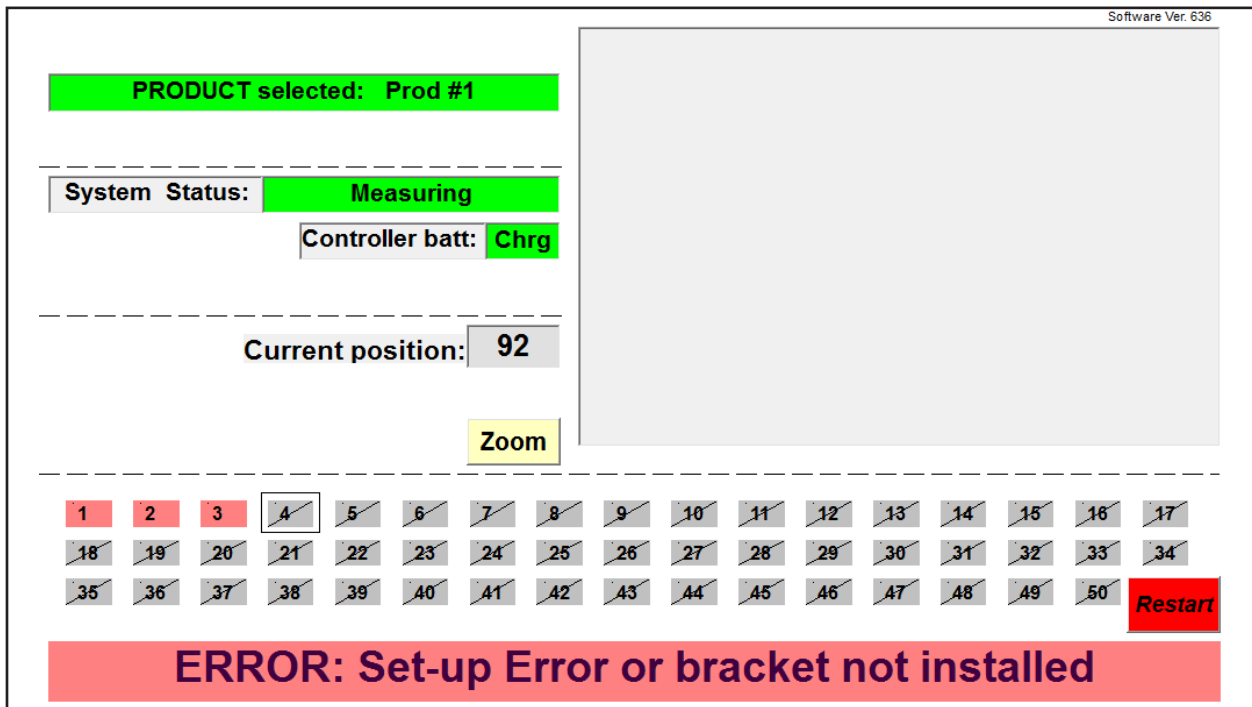 Software Ver. 636
PRODUCT selected: Prod #1
System Status: Measuring
Controller batt: Chrg
Current position: 92
Zoom
1 2 3 4 5 6 7 8 9 10 11 12 13 14 15 16 17
18 19 20 21 22 23 24 25 26 27 28 29 30 31 32 33 34
35 36 37 38 39 40 41 42 43 44 45 46 47 48 49 50 Restart
ERROR: Set-up Error or bracket not installed